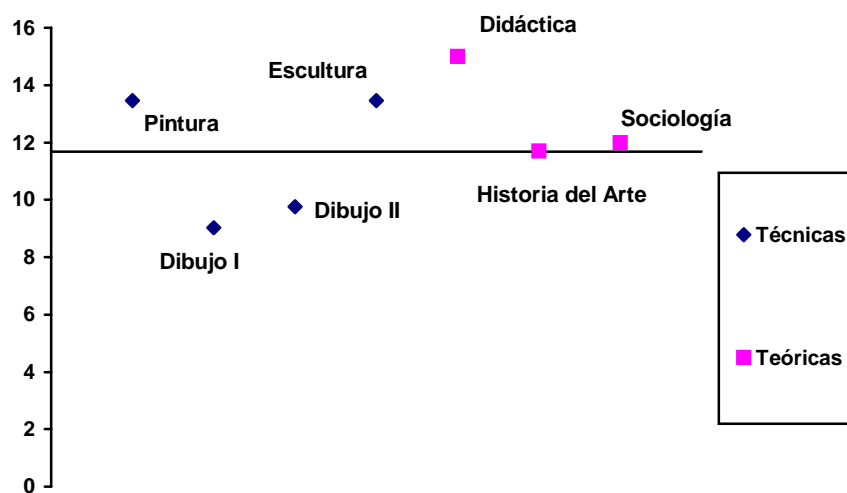 16
14
12
10
8
6
4
2
0
Didáctica
Escultura
Pintura
Sociología
Historia del Arte
Dibujo II
Dibujo I
Técnicas
Teóricas